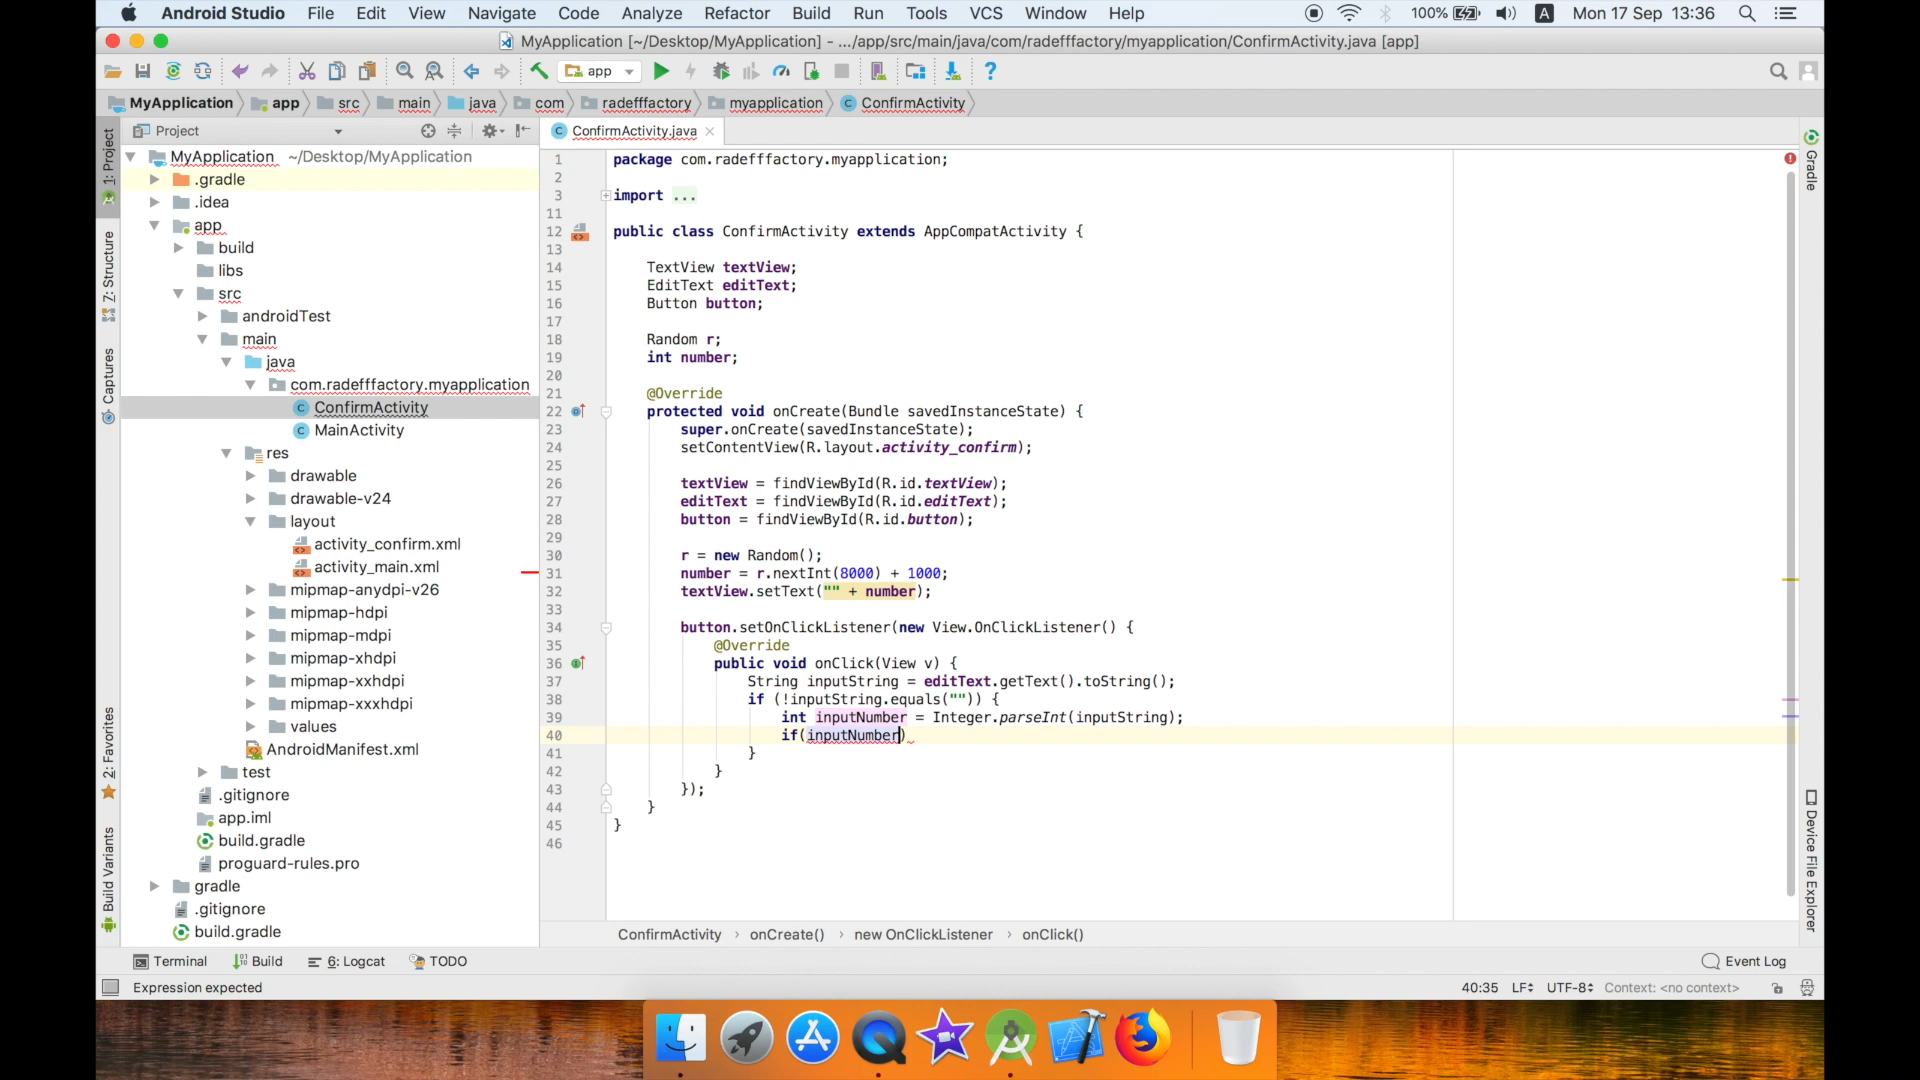 Android Studio File Edit View Navigate Code Analyze Refactor Build Run Tools VCS Window Help 100% A Mon 17 Sep 13:36
MyApplication [~/Desktop/MyApplication] - .../app/src/main/java/com/radefffactory/myapplication/ConfirmActivity.java [app]
app
MyApplication app src main java com radefffactory myapplication ConfirmActivity
Project
ConfirmActivity.java
1: Project
Z: Structure
Captures
2: Favorites
Build Variants
MyApplication ~/Desktop/MyApplication
.gradle
.idea
app
build
libs
src
androidTest
main
java
com.radefffactory.myapplication
ConfirmActivity
MainActivity
res
drawable
drawable-v24
layout
activity_confirm.xml
activity_main.xml
mipmap-anydpi-v26
mipmap-hdpi
mipmap-mdpi
mipmap-xhdpi
mipmap-xxhdpi
mipmap-xxxhdpi
values
AndroidManifest.xml
test
.gitignore
app.iml
build.gradle
proguard-rules.pro
gradle
.gitignore
build.gradle
1 package com.radefffactory.myapplication;
2
3 import ...
11
12 public class ConfirmActivity extends AppCompatActivity {
13
14 TextView textView;
15 EditText editText;
16 Button button;
17
18 Random r;
19 int number;
20
21 @Override
22 protected void onCreate(Bundle savedInstanceState) {
23 super.onCreate(savedInstanceState);
24 setContentView(R.layout.activity_confirm);
25
26 textView = findViewById(R.id.textView);
27 editText = findViewById(R.id.editText);
28 button = findViewById(R.id.button);
29
30 r = new Random();
31 number = r.nextInt(8000) + 1000;
32 textView.setText("" + number);
33
34 button.setOnClickListener(new View.OnClickListener() {
35 @Override
36 public void onClick(View v) {
37 String inputString = editText.getText().toString();
38 if (!inputString.equals("")) {
39 int inputNumber = Integer.parseInt(inputString);
40 if(inputNumber)
41 }
42 }
43 });
44 }
45 }
46
Gradle
Device File Explorer
ConfirmActivity › onCreate() › new OnClickListener › onClick()
Terminal Build 6: Logcat TODO Event Log
Expression expected 40:35 LF UTF-8 Context: <no context>